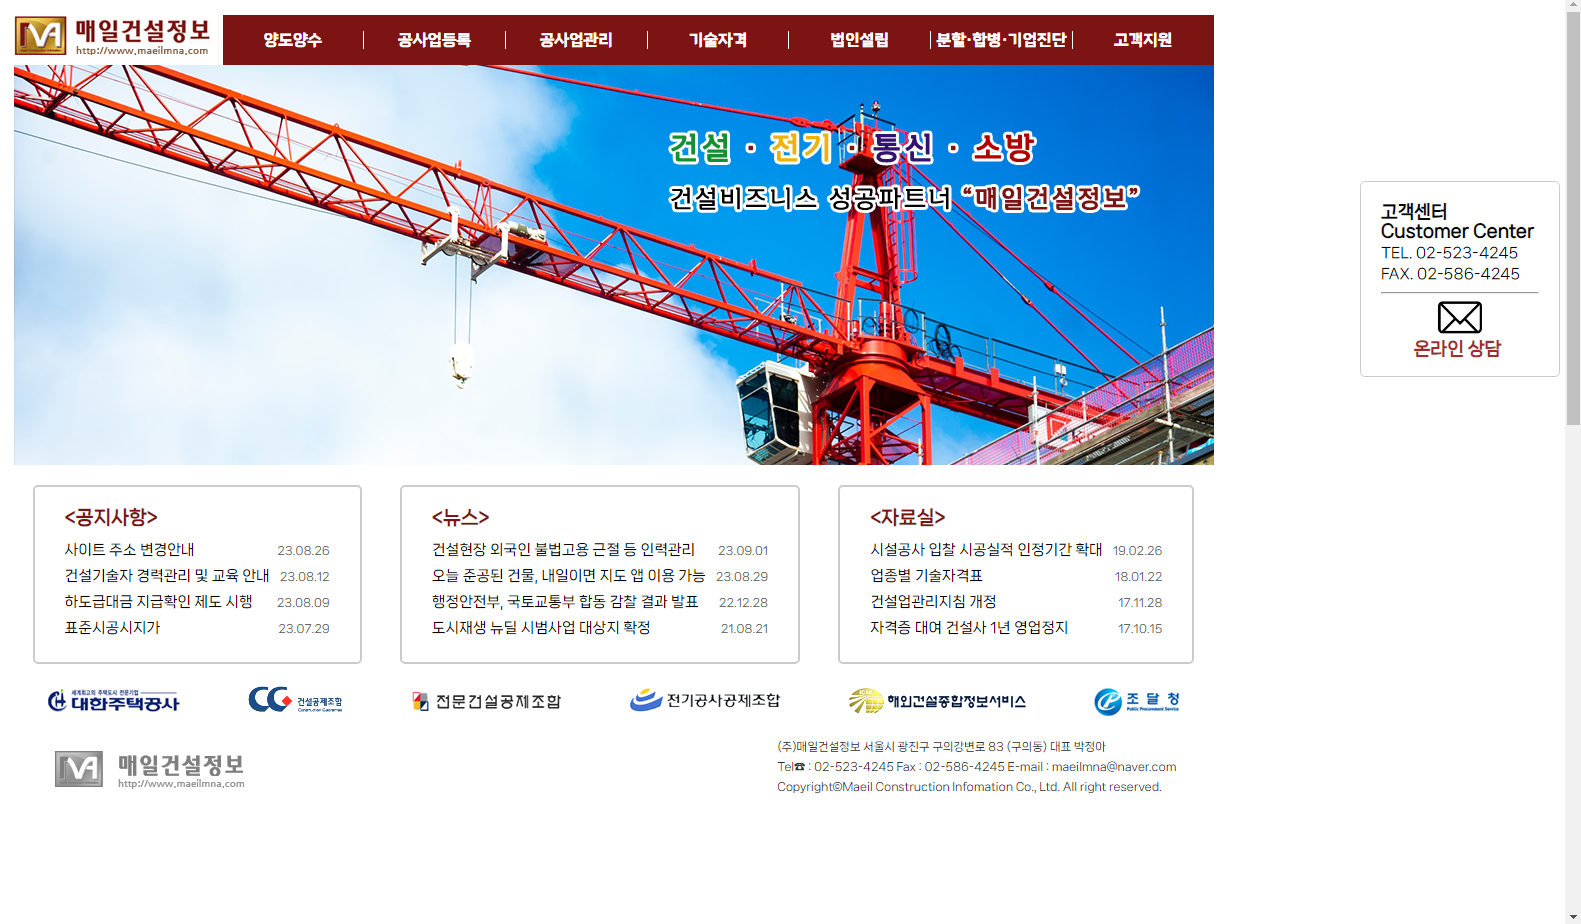 매일건설정보
http://www.maeilmna.com
양도양수
공사업등록
공사업관리
기술자격
법인설립
분할·합병·기업진단
고객지원
건설 · 전기 · 통신 · 소방
건설비즈니스 성공파트너 “매일건설정보”
고객센터
Customer Center
TEL. 02-523-4245
FAX. 02-586-4245
온라인 상담
<공지사항>
사이트 주소 변경안내 23.08.26
건설기술자 경력관리 및 교육 안내 23.08.12
하도급대금 지급확인 제도 시행 23.08.09
표준시공시지가 23.07.29
<뉴스>
건설현장 외국인 불법고용 근절 등 인력관리 23.09.01
오늘 준공된 건물, 내일이면 지도 앱 이용 가능 23.08.29
행정안전부, 국토교통부 합동 감찰 결과 발표 22.12.28
도시재생 뉴딜 시범사업 대상지 확정 21.08.21
<자료실>
시설공사 입찰 시공실적 인정기간 확대 19.02.26
업종별 기술자격표 18.01.22
건설업관리지침 개정 17.11.28
자격증 대여 건설사 1년 영업정지 17.10.15
세계최고의 주택도시 전문기업
대한주택공사
CC 건설공제조합
Construction Guarantee
전문건설공제조합
전기공사공제조합
해외건설종합정보서비스
조달청
Public Procurement Service
매일건설정보
http://www.maeilmna.com
(주)매일건설정보 서울시 광진구 구의강변로 83 (구의동) 대표 박정아
Tel☎ : 02-523-4245 Fax : 02-586-4245 E-mail : maeilmna@naver.com
Copyright©Maeil Construction Infomation Co., Ltd. All right reserved.